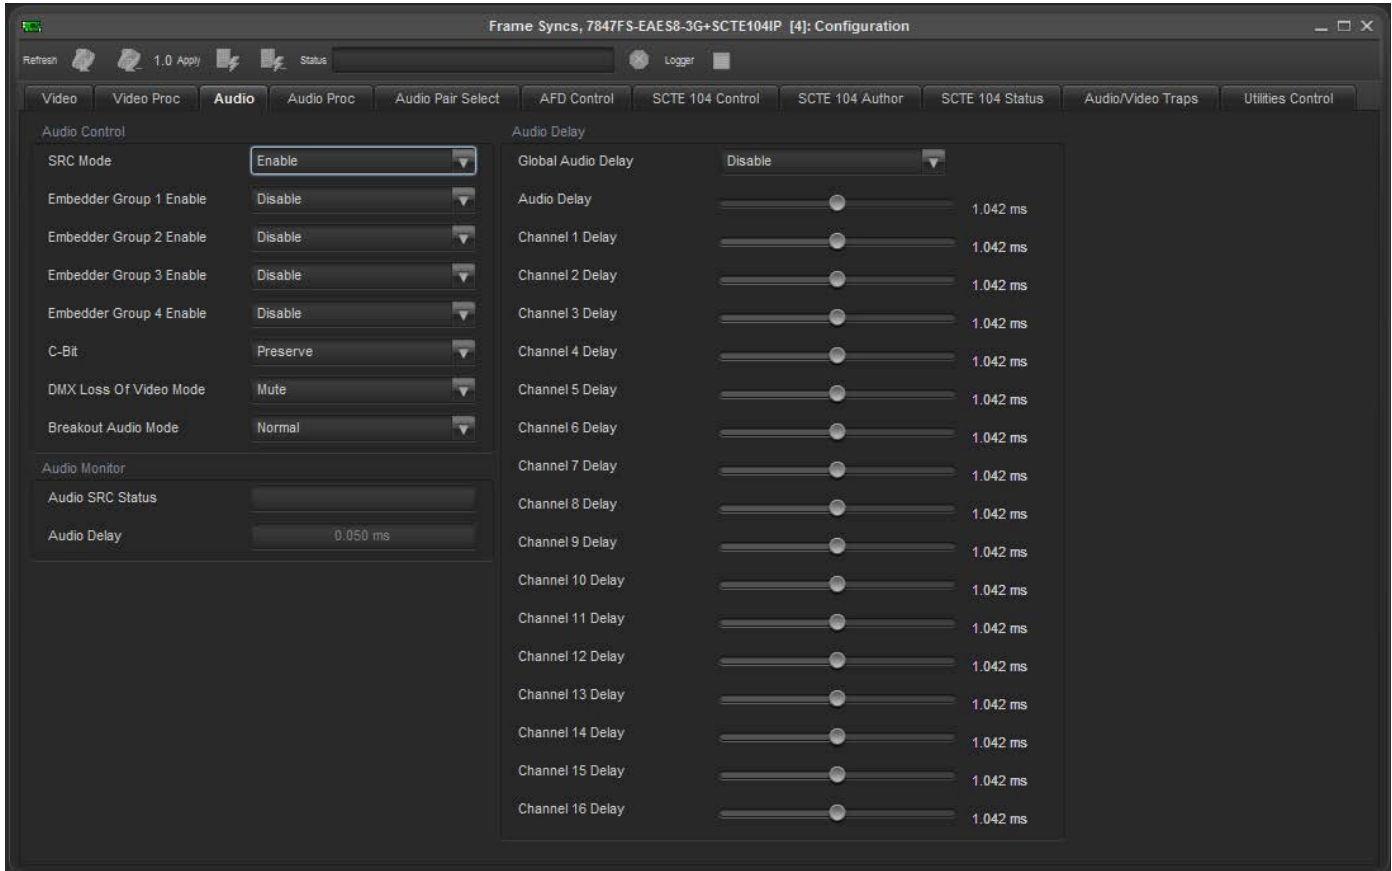 Frame Syncs, 7847FS-EAES8-3G+SCTE104IP [4]: Configuration
Refresh 1.0 Apply Status Logger
Video Video Proc Audio Audio Proc Audio Pair Select AFD Control SCTE 104 Control SCTE 104 Author SCTE 104 Status Audio/Video Traps Utilities Control
Audio Control
SRC Mode Enable
Embedder Group 1 Enable Disable
Embedder Group 2 Enable Disable
Embedder Group 3 Enable Disable
Embedder Group 4 Enable Disable
C-Bit Preserve
DMX Loss Of Video Mode Mute
Breakout Audio Mode Normal
Audio Monitor
Audio SRC Status
Audio Delay 0.050 ms
Audio Delay
Global Audio Delay Disable
Audio Delay 1.042 ms
Channel 1 Delay 1.042 ms
Channel 2 Delay 1.042 ms
Channel 3 Delay 1.042 ms
Channel 4 Delay 1.042 ms
Channel 5 Delay 1.042 ms
Channel 6 Delay 1.042 ms
Channel 7 Delay 1.042 ms
Channel 8 Delay 1.042 ms
Channel 9 Delay 1.042 ms
Channel 10 Delay 1.042 ms
Channel 11 Delay 1.042 ms
Channel 12 Delay 1.042 ms
Channel 13 Delay 1.042 ms
Channel 14 Delay 1.042 ms
Channel 15 Delay 1.042 ms
Channel 16 Delay 1.042 ms